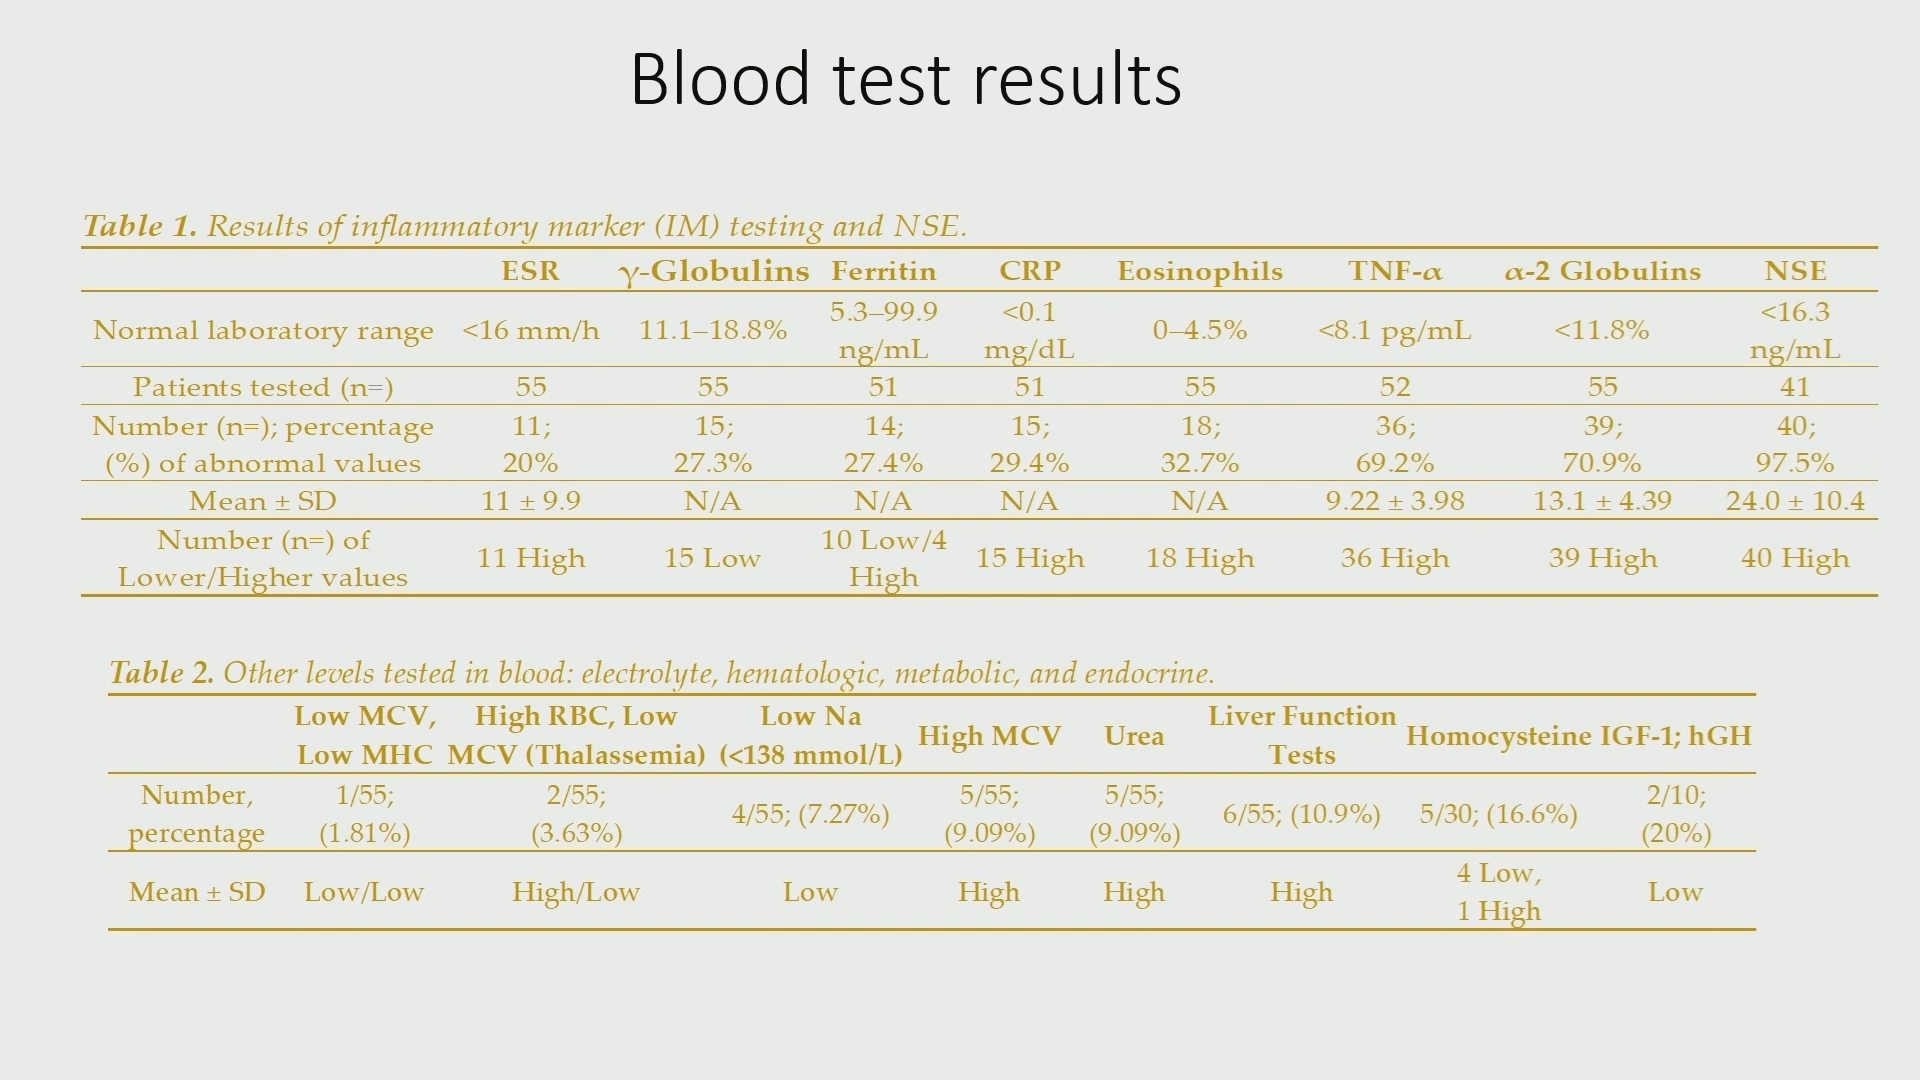 Blood test results
Table 1. Results of inflammatory marker (IM) testing and NSE.
ESR γ-Globulins Ferritin CRP Eosinophils TNF-α α-2 Globulins NSE
Normal laboratory range <16 mm/h 11.1–18.8% 5.3–99.9 ng/mL <0.1 mg/dL 0–4.5% <8.1 pg/mL <11.8% <16.3 ng/mL
Patients tested (n=) 55 55 51 51 55 52 55 41
Number (n=); percentage (%) of abnormal values 11; 20% 15; 27.3% 14; 27.4% 15; 29.4% 18; 32.7% 36; 69.2% 39; 70.9% 40; 97.5%
Mean ± SD 11 ± 9.9 N/A N/A N/A N/A 9.22 ± 3.98 13.1 ± 4.39 24.0 ± 10.4
Number (n=) of Lower/Higher values 11 High 15 Low 10 Low/4 High 15 High 18 High 36 High 39 High 40 High
Table 2. Other levels tested in blood: electrolyte, hematologic, metabolic, and endocrine.
Low MCV, Low MHC High RBC, Low MCV (Thalassemia) Low Na (<138 mmol/L) High MCV Urea Liver Function Tests Homocysteine IGF-1; hGH
Number, percentage 1/55; (1.81%) 2/55; (3.63%) 4/55; (7.27%) 5/55; (9.09%) 5/55; (9.09%) 6/55; (10.9%) 5/30; (16.6%) 2/10; (20%)
Mean ± SD Low/Low High/Low Low High High High 4 Low, 1 High Low